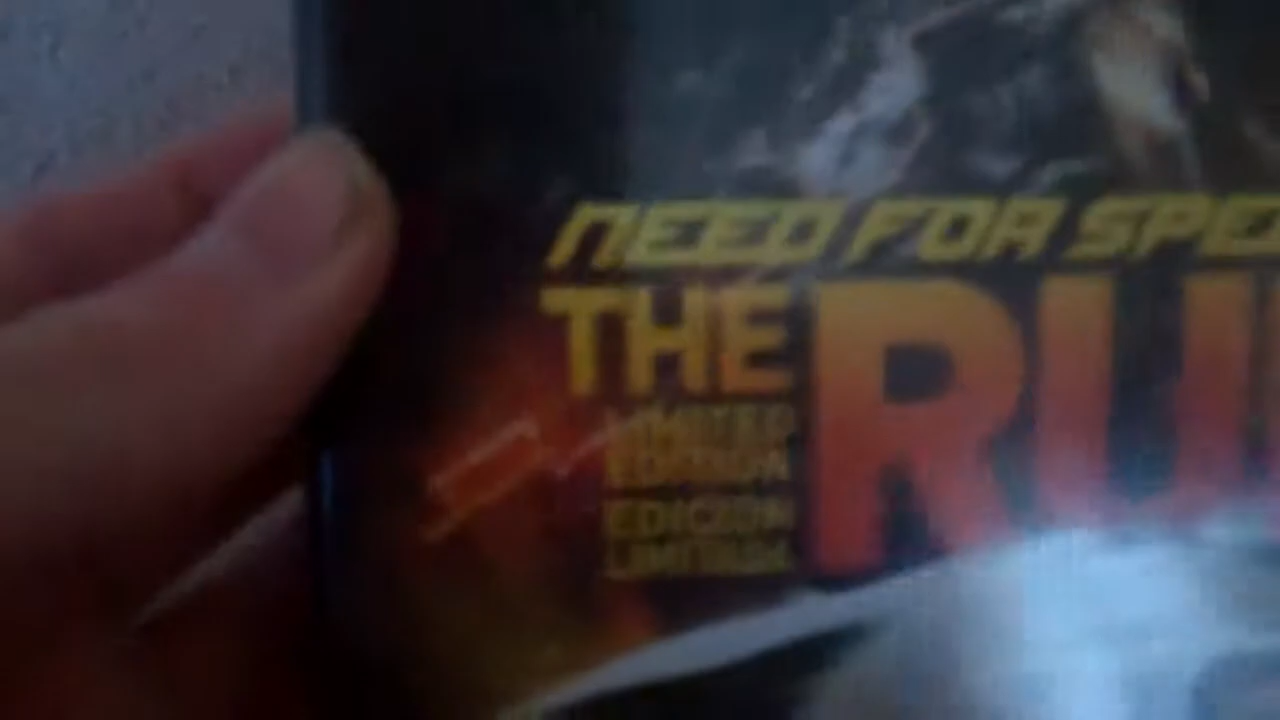 NEED FOR SPE
THE RU
LIMITED
EDITION
EDICIÓN
LIMITADA